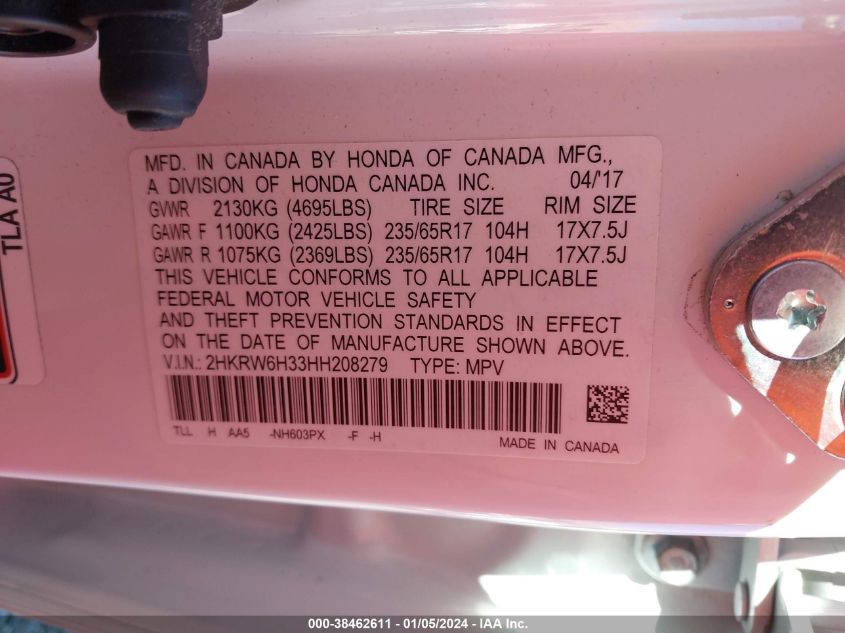 TLA A0
MFD. IN CANADA BY HONDA OF CANADA MFG.,
A DIVISION OF HONDA CANADA INC. 04/'17
GVWR 2130KG (4695LBS) TIRE SIZE RIM SIZE
GAWR F 1100KG (2425LBS) 235/65R17 104H 17X7.5J
GAWR R 1075KG (2369LBS) 235/65R17 104H 17X7.5J
THIS VEHICLE CONFORMS TO ALL APPLICABLE
FEDERAL MOTOR VEHICLE SAFETY
AND THEFT PREVENTION STANDARDS IN EFFECT
ON THE DATE OF MANUFACTURE SHOWN ABOVE.
V.I.N.: 2HKRW6H33HH208279 TYPE: MPV
TLL H AA5 -NH603PX -F -H
MADE IN CANADA
000-38462611 - 01/05/2024 - IAA Inc.